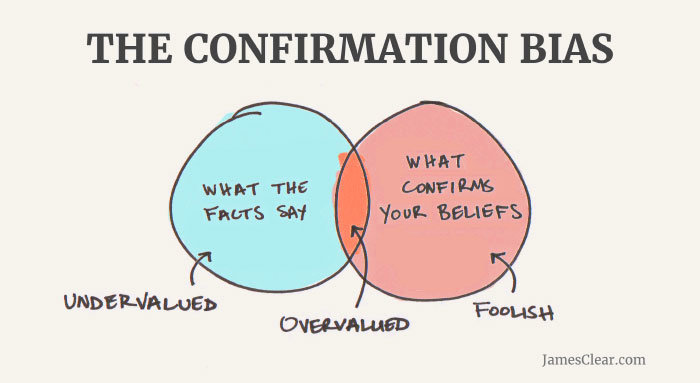 THE CONFIRMATION BIAS
WHAT THE
FACTS SAY
WHAT
CONFIRMS
YOUR BELIEFS
UNDERVALUED
OVERVALUED
FOOLISH
JamesClear.com